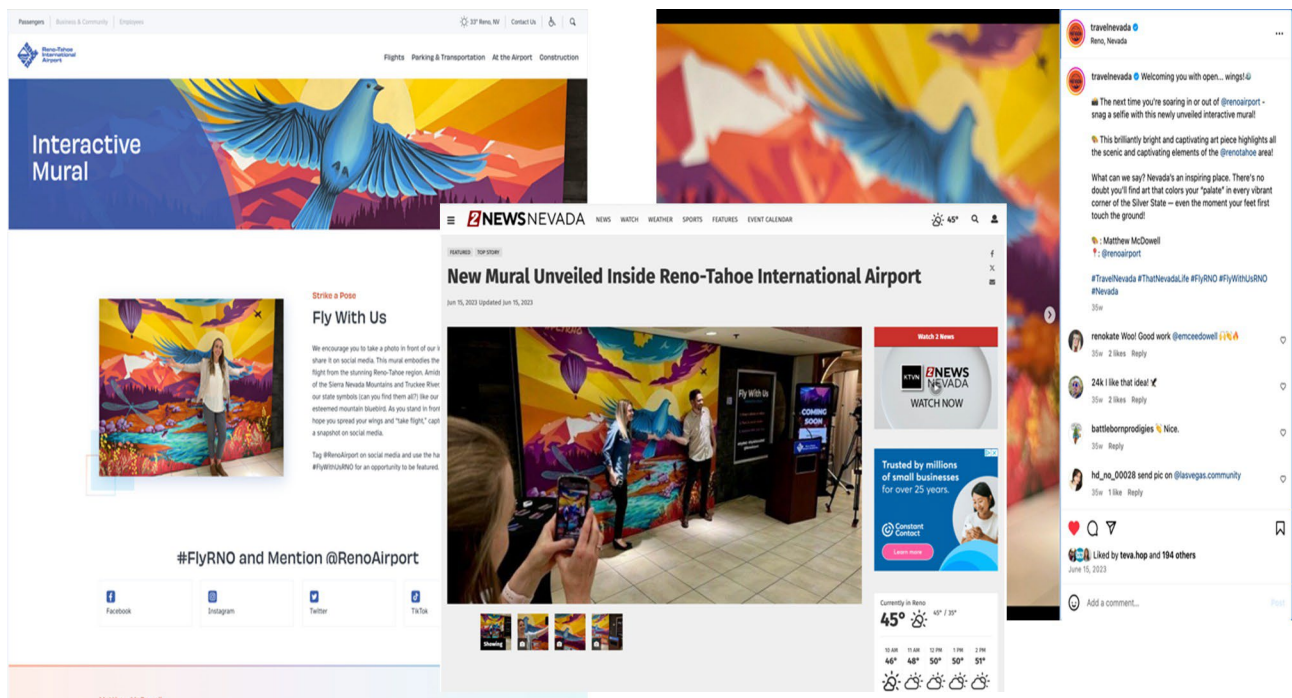 Passengers
Business & Community
Employees
33° Reno, NV
Contact Us
Reno-Tahoe
International
Airport
Flights
Parking & Transportation
At the Airport
Construction
Interactive
Mural
Strike a Pose
Fly With Us
We encourage you to take a photo in front of our
share it on social media. This mural embodies the
flight from the stunning Reno-Tahoe region. Amids
of the Sierra Nevada Mountains and Truckee River,
our state symbols (can you find them all?) like our
esteemed mountain bluebird. As you stand in front
hope you spread your wings and "take flight," capt
a snapshot on social media.
Tag @RenoAirport on social media and use the ha
#FlyWithUsRNO for an opportunity to be featured.
#FlyRNO and Mention @RenoAirport
Facebook
Instagram
Twitter
TikTok
2 NEWS NEVADA
NEWS
WATCH
WEATHER
SPORTS
FEATURES
EVENT CALENDAR
45°
FEATURED
TOP STORY
New Mural Unveiled Inside Reno-Tahoe International Airport
Jun 15, 2023 Updated Jun 15, 2023
#FLYRNO
Fly With Us
COMING
SOON
Showing
Watch 2 News
KTVN
2 NEWS
NEVADA
WATCH NOW
Trusted by millions
of small businesses
for over 25 years.
Constant
Contact
Learn more
Currently in Reno
45°
45° / 35°
10 AM
11 AM
12 PM
1 PM
2 PM
46°
48°
50°
50°
51°
travelnevada
Reno, Nevada
travelnevada Welcoming you with open... wings!
The next time you're soaring in or out of @renoairport -
snag a selfie with this newly unveiled interactive mural!
This brilliantly bright and captivating art piece highlights all
the scenic and captivating elements of the @renotahoe area!
What can we say? Nevada's an inspiring place. There's no
doubt you'll find art that colors your "palate" in every vibrant
corner of the Silver State — even the moment your feet first
touch the ground!
: Matthew McDowell
: @renoairport
#TravelNevada #ThatNevadaLife #FlyRNO #FlyWithUsRNO
#Nevada
35w
renokate Woo! Good work @emceedowell
35w 2 likes Reply
24k I like that idea!
35w 2 likes Reply
battlebornprodigies Nice.
35w Reply
hd_no_00028 send pic on @lasvegas.community
35w 1 like Reply
Liked by teva.hop and 194 others
June 15, 2023
Add a comment...
Post